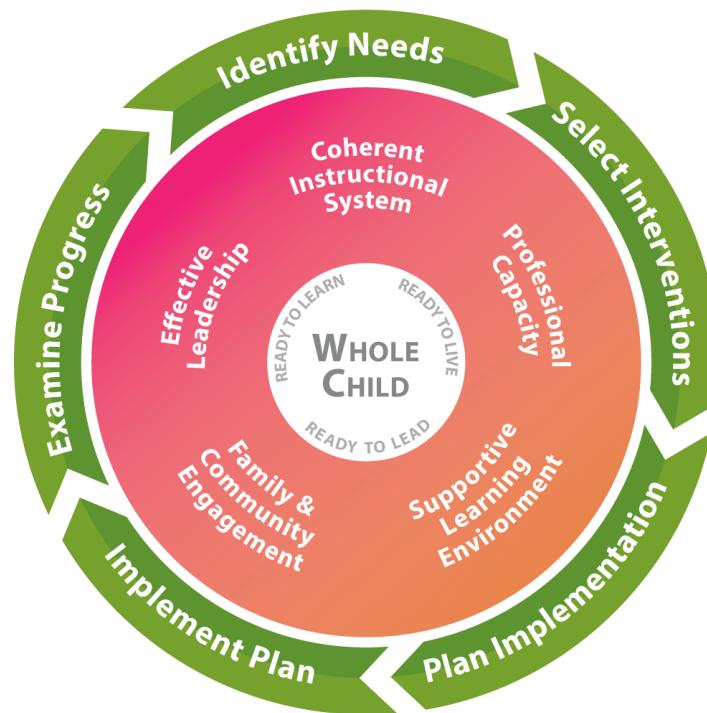 Identify Needs
Select Interventions
Plan Implementation
Implement Plan
Examine Progress
Coherent
Instructional
System
Professional
Capacity
Supportive
Learning
Environment
Family &
Community
Engagement
Effective
Leadership
READY TO LEARN
READY TO LIVE
READY TO LEAD
WHOLE
CHILD